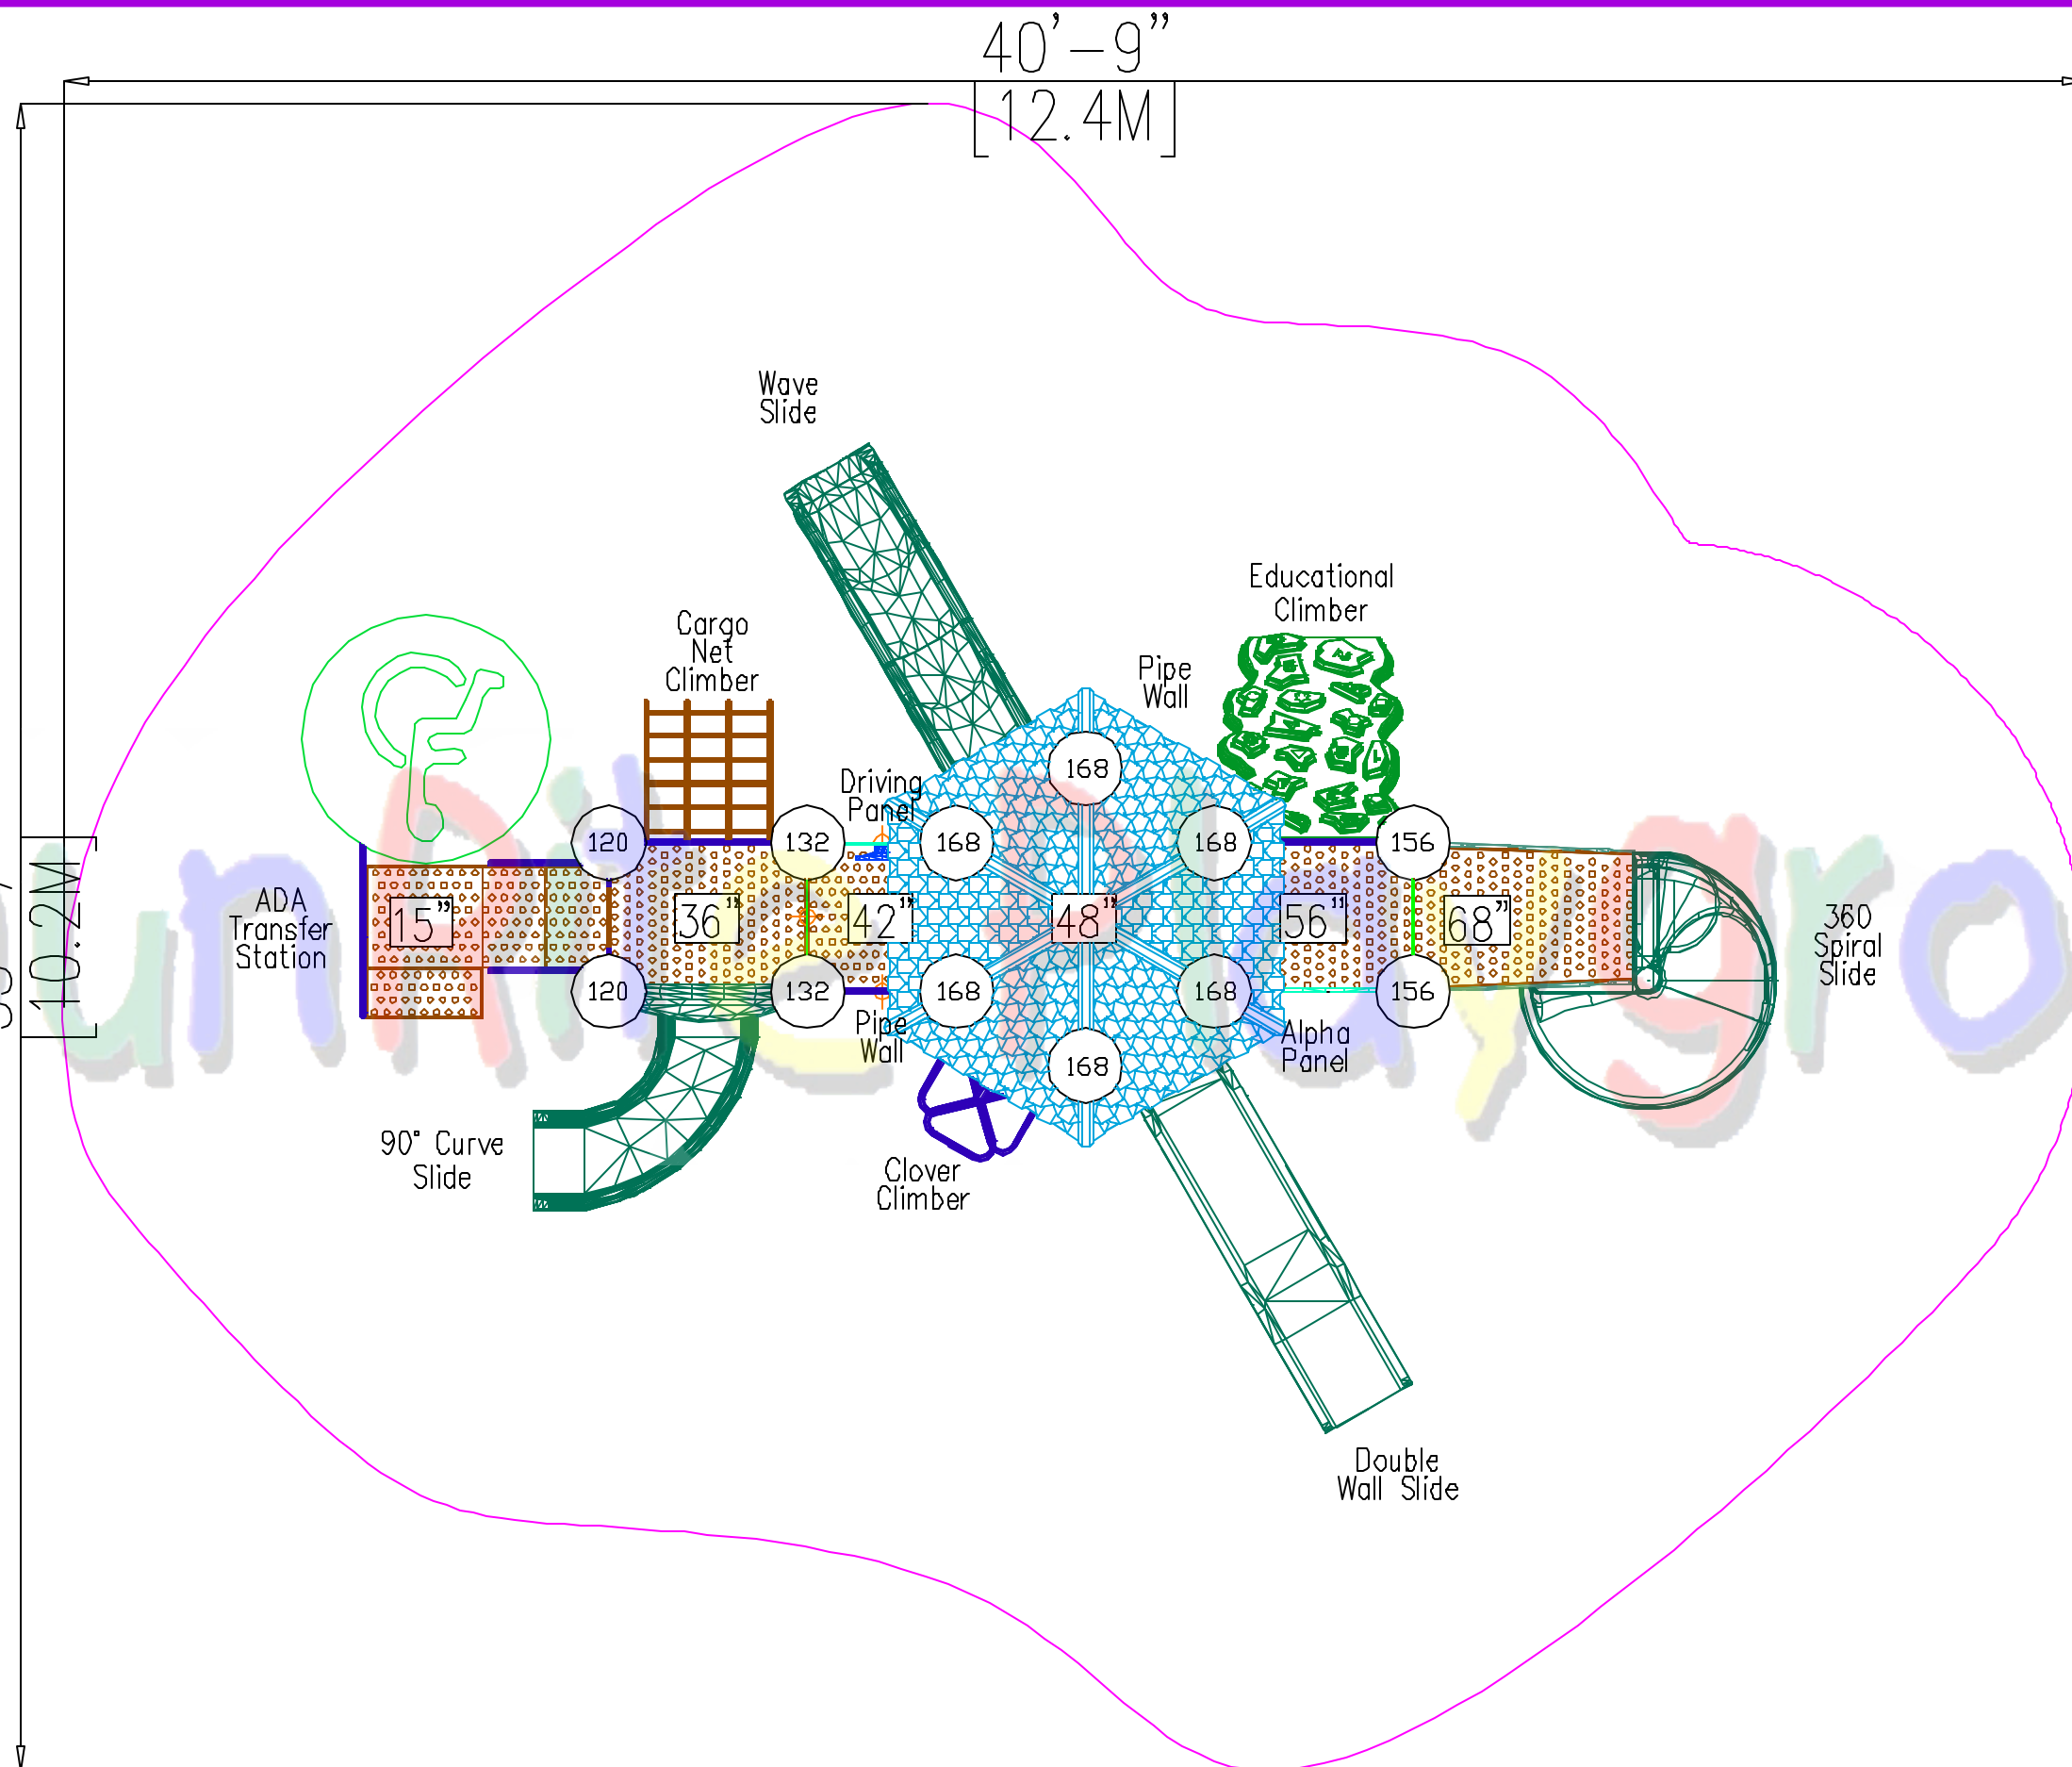 40'-9"
[12.4M]
Wave
Slide
Educational
Climber
Cargo
Net
Climber
Pipe
Wall
Driving
Panel
168
120
132
168
168
156
10.2M
ADA
Transfer
Station
15"
36"
42"
48"
56"
68"
360
Spiral
Slide
120
132
168
168
156
Pipe
Wall
Alpha
Panel
168
90° Curve
Slide
Clover
Climber
Double
Wall Slide